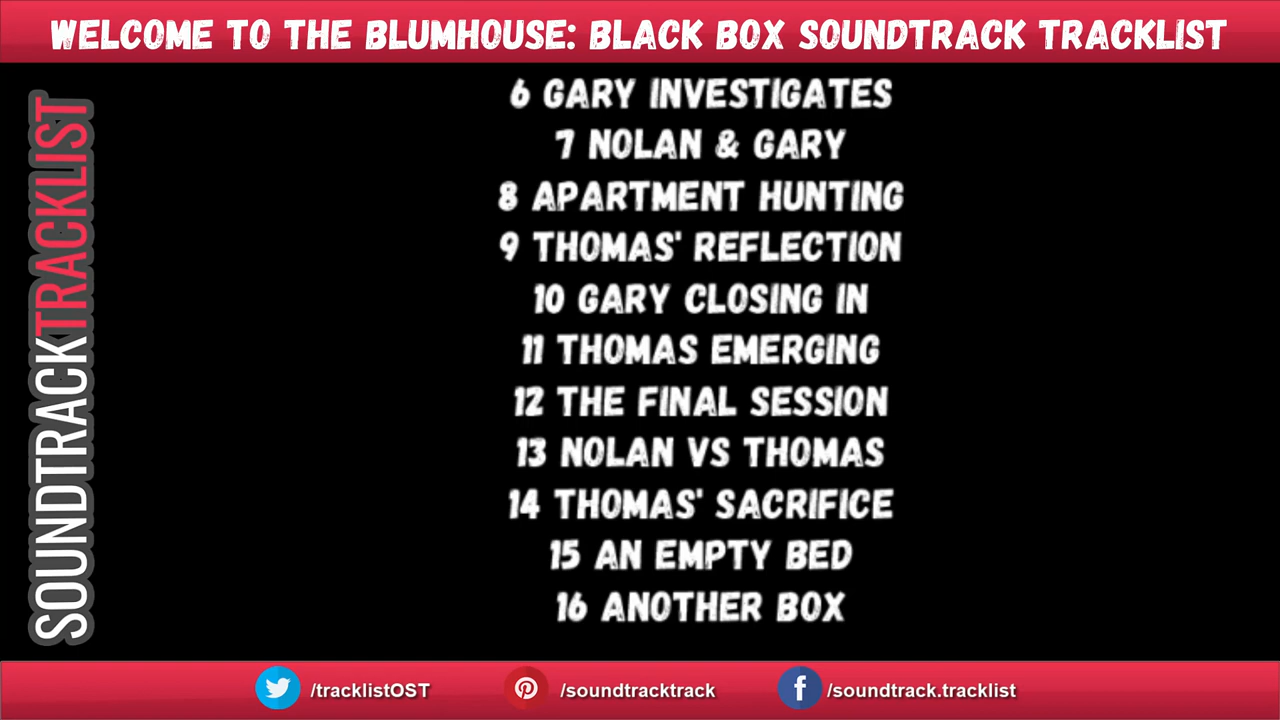 WELCOME TO THE BLUMHOUSE: BLACK BOX SOUNDTRACK TRACKLIST
SOUNDTRACKTRACKLIST
6 GARY INVESTIGATES
7 NOLAN & GARY
8 APARTMENT HUNTING
9 THOMAS' REFLECTION
10 GARY CLOSING IN
11 THOMAS EMERGING
12 THE FINAL SESSION
13 NOLAN VS THOMAS
14 THOMAS' SACRIFICE
15 AN EMPTY BED
16 ANOTHER BOX
/tracklistOST
/soundtracktrack
/soundtrack.tracklist